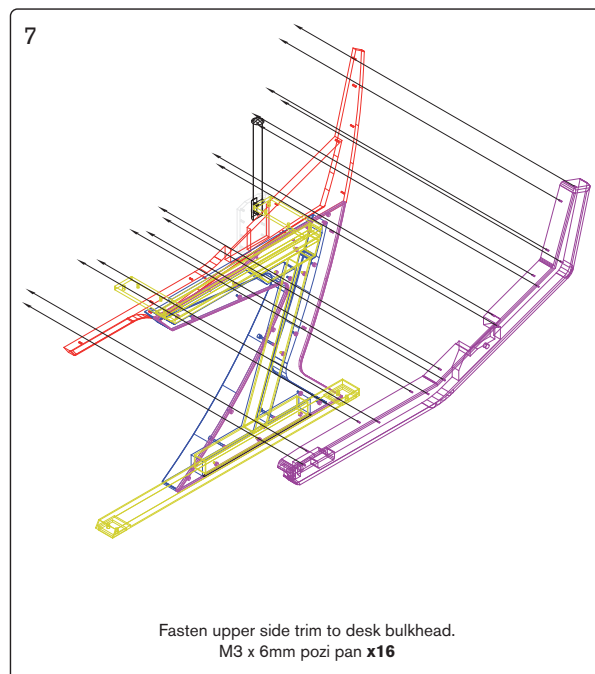 7
Fasten upper side trim to desk bulkhead.
M3 x 6mm pozi pan x16